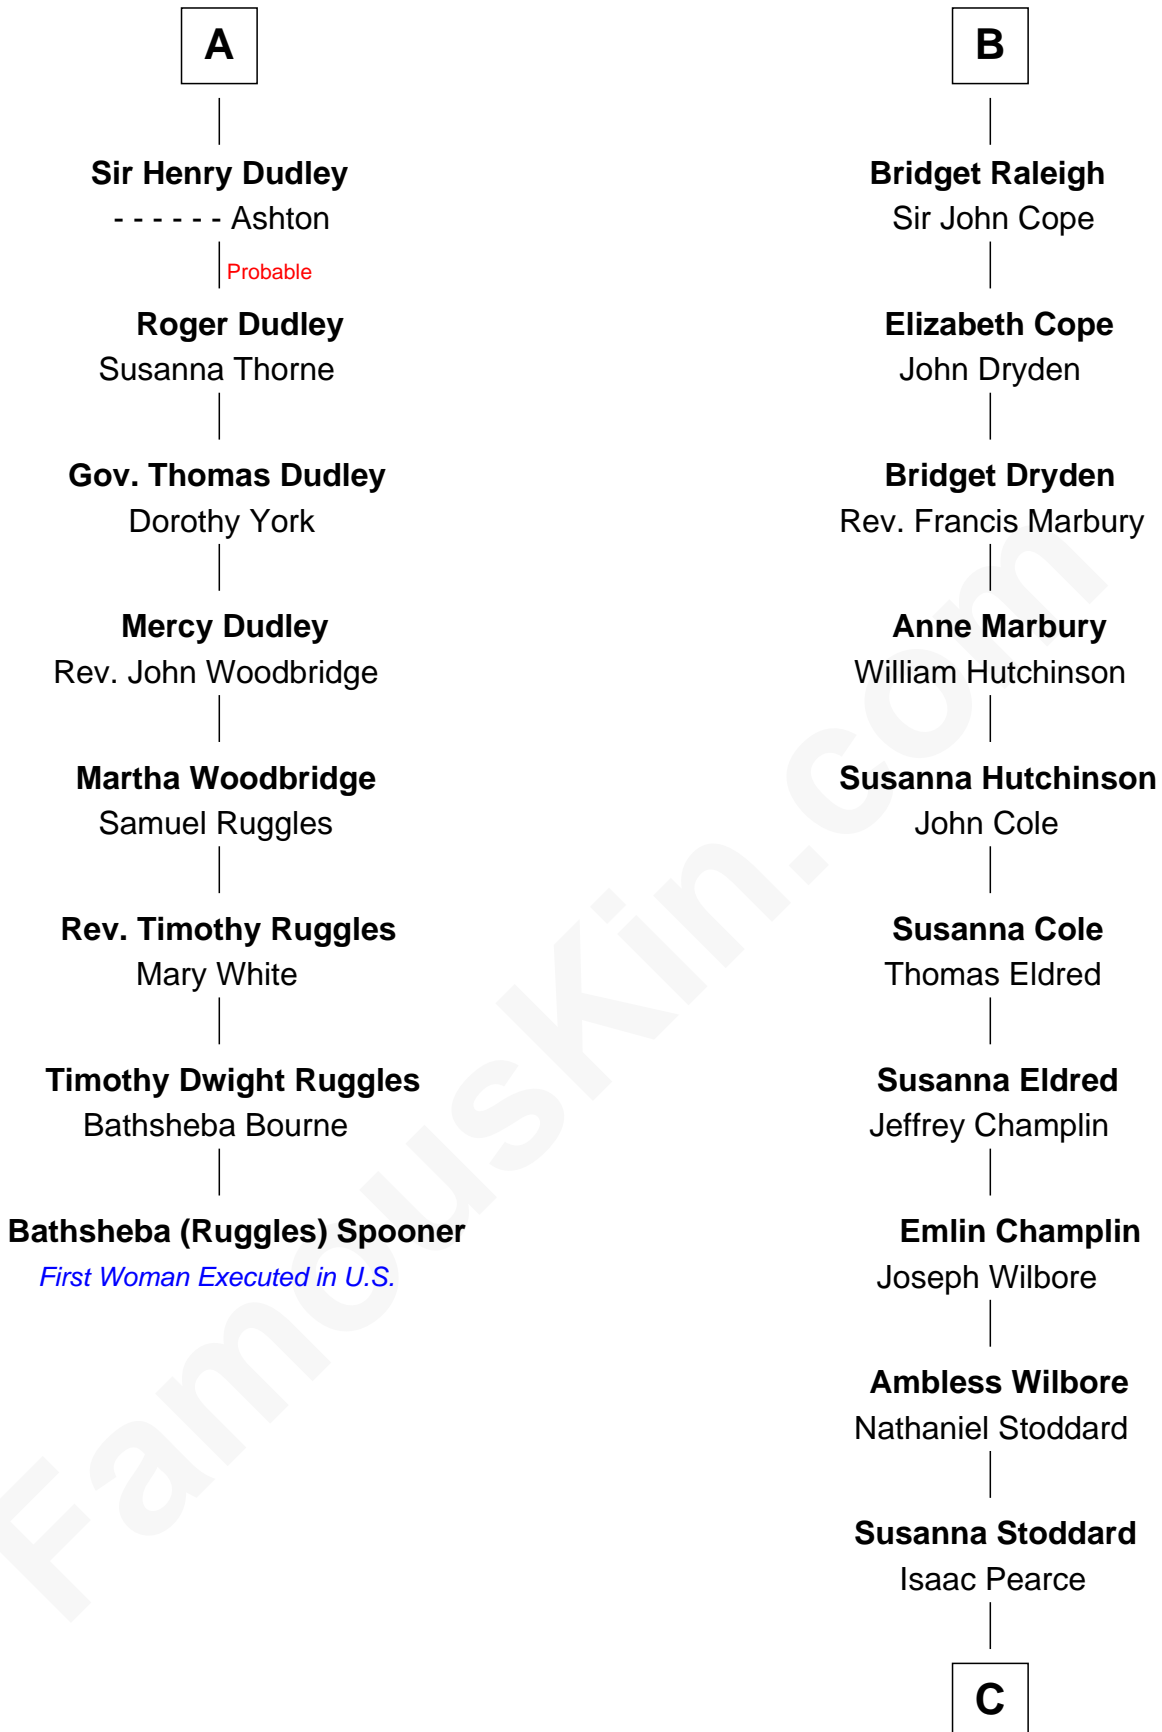 A
Sir Henry Dudley
- - - - - - Ashton
Probable
Roger Dudley
Susanna Thorne
Gov. Thomas Dudley
Dorothy York
Mercy Dudley
Rev. John Woodbridge
Martha Woodbridge
Samuel Ruggles
Rev. Timothy Ruggles
Mary White
Timothy Dwight Ruggles
Bathsheba Bourne
Bathsheba (Ruggles) Spooner
First Woman Executed in U.S.
B
Bridget Raleigh
Sir John Cope
Elizabeth Cope
John Dryden
Bridget Dryden
Rev. Francis Marbury
Anne Marbury
William Hutchinson
Susanna Hutchinson
John Cole
Susanna Cole
Thomas Eldred
Susanna Eldred
Jeffrey Champlin
Emlin Champlin
Joseph Wilbore
Ambless Wilbore
Nathaniel Stoddard
Susanna Stoddard
Isaac Pearce
C
FamousKin.com